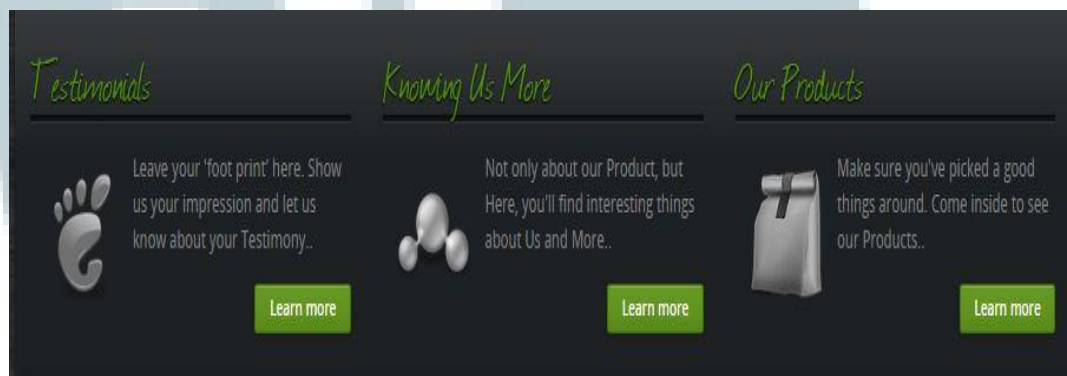 Testimonials
Leave your 'foot print' here. Show
us your impression and let us
know about your Testimony..
Learn more
Knowing Us More
Not only about our Product, but
Here, you'll find interesting things
about Us and More..
Learn more
Our Products
Make sure you've picked a good
things around. Come inside to see
our Products..
Learn more